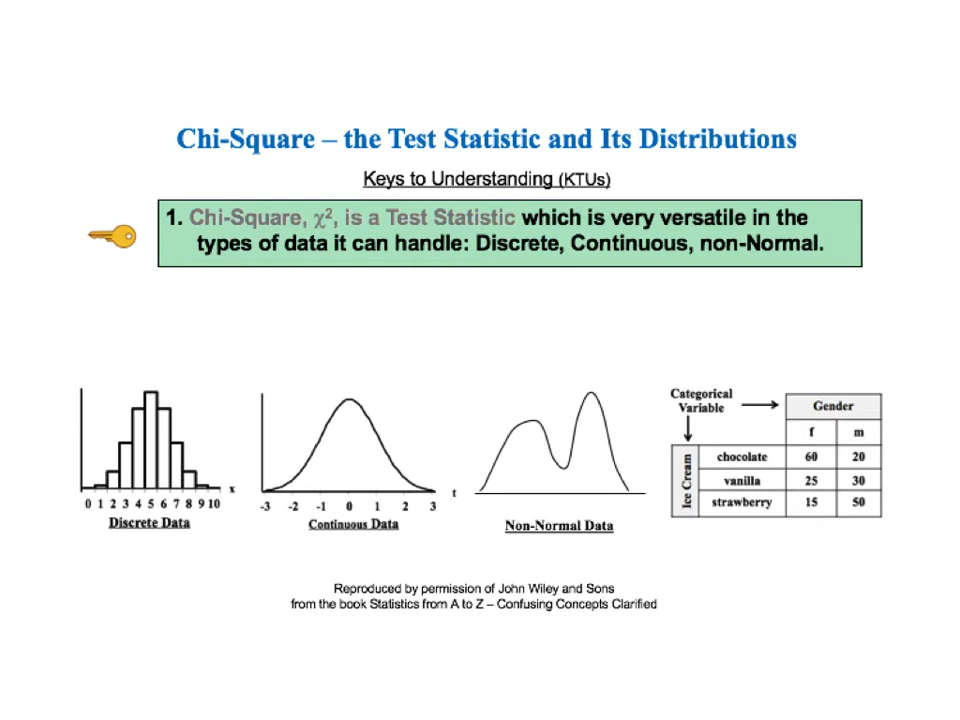 Chi-Square – the Test Statistic and Its Distributions
Keys to Understanding (KTUs)
1. Chi-Square, χ², is a Test Statistic which is very versatile in the
types of data it can handle: Discrete, Continuous, non-Normal.
x
0 1 2 3 4 5 6 7 8 9 10
Discrete Data
t
-3 -2 -1 0 1 2 3
Continuous Data
Non-Normal Data
Categorical
Variable
Gender
f m
Ice Cream
chocolate 60 20
vanilla 25 30
strawberry 15 50
Reproduced by permission of John Wiley and Sons
from the book Statistics from A to Z – Confusing Concepts Clarified